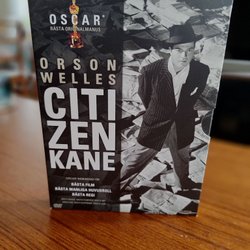 OSCAR
BÄSTA ORIGINALMANUS
ORSON
WELLES
CITI
ZEN
KANE
BÄSTA FILM
BÄSTA MANLIGA HUVUDROLL
BÄSTA REGI